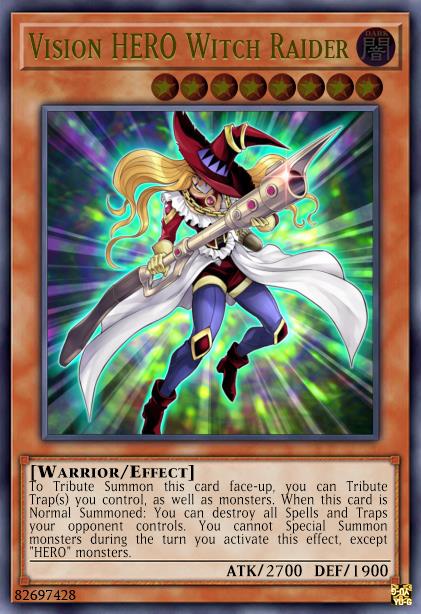 Vision HERO Witch Raider
DARK
闇
[Warrior/Effect]
To Tribute Summon this card face-up, you can Tribute
Trap(s) you control, as well as monsters. When this card is
Normal Summoned: You can destroy all Spells and Traps
your opponent controls. You cannot Special Summon
monsters during the turn you activate this effect, except
"HERO" monsters.
ATK/2700 DEF/1900
82697428